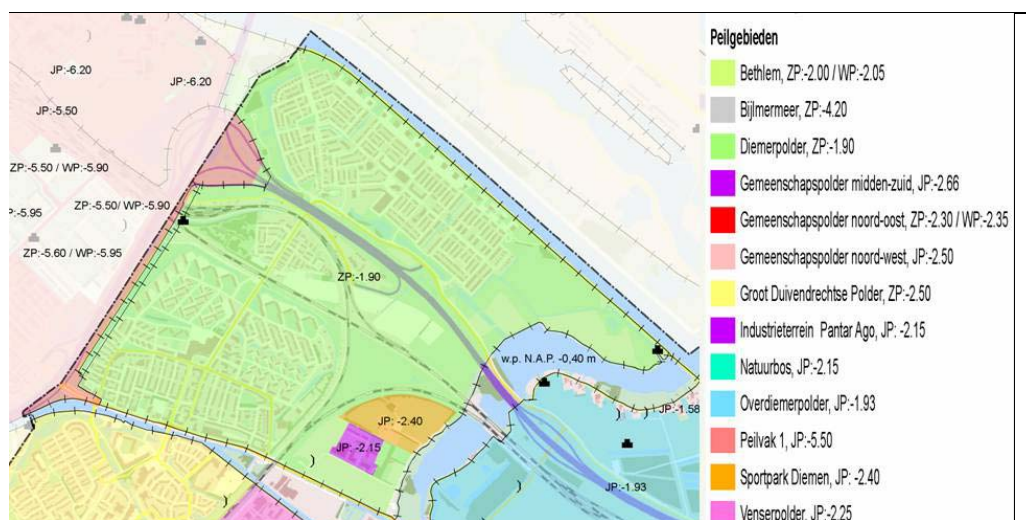 JP:-6.20
JP:-6.20
JP:-5.50
ZP:-5.50 / WP:-5.90
ZP:-5.50/ WP:-5.90
P:-5.95
ZP:-5.60 / WP:-5.95
ZP:-1.90
w.p. N.A.P. -0,40 m
JP:-1.58
JP: -2.40
JP: -2.15
JP:-1.93
Peilgebieden
Bethlem, ZP:-2.00 / WP:-2.05
Bijlmermeer, ZP:-4.20
Diemerpolder, ZP:-1.90
Gemeenschapspolder midden-zuid, JP:-2.66
Gemeenschapspolder noord-oost, ZP:-2.30 / WP:-2.35
Gemeenschapspolder noord-west, JP:-2.50
Groot Duivendrechtse Polder, ZP:-2.50
Industrieterrein Pantar Ago, JP: -2.15
Natuurbos, JP:-2.15
Overdiemerpolder, JP:-1.93
Peilvak 1, JP:-5.50
Sportpark Diemen, JP: -2.40
Venserpolder, JP:-2.25